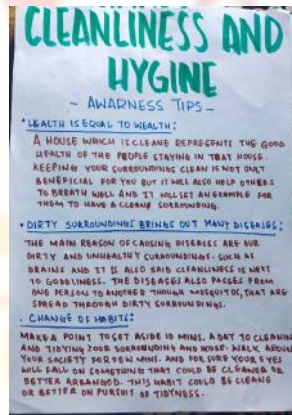 CLEANLINESS AND
HYGINE
- AWARNESS TIPS -
• HEALTH IS EQUAL TO WEALTH:
A HOUSE WHICH IS CLEANE REPRESENTS THE GOOD
HEALTH OF THE PEOPLE STAYING IN THAT HOUSE.
KEEPING YOUR SURROUNDINGS CLEAN IS NOT ONLY
BENEFICIAL FOR YOU BUT IT WILL ALSO HELP OTHERS
TO BREATH WELL AND IT WILL SET AN EXAMPLE FOR
THEM TO HAVE A CLEANE SURROUNDING.
• DIRTY SURROUNDINGS BRINGS OUT MANY DISEASES:
THE MAIN REASON OF CAUSING DISEASES ARE OUR
DIRTY AND UNHEALTHY SURROUNDINGS. SUCH AS
DRAINS AND IT IS ALSO SAID CLEANLINESS IS NEXT
TO GODLINESS. THE DISEASES ALSO PASSES FROM
ONE PERSON TO ANOTHER THOUGH MOSQUITOS, THAT ARE
SPREAD THROUGH DIRTY SURROUNDINGS.
. CHANGE OF HABITS:
MAKE A POINT TO SET ASIDE 10 MINS. A DAY TO CLEANIN
AND TIDYING YOUR SURROUNDING AND HOUSE. WALK, AROUND
YOUR SOCIETY FOR FEW MINS. AND FOR SURE YOUR EYES
WILL FALL ON SOMETHING THAT COULD BE CLEANER OR
BETTER ARRANGED. THIS HABIT COULD BE CLEANE
OR BETTER ON PURSUIT OF TIDYNESS.